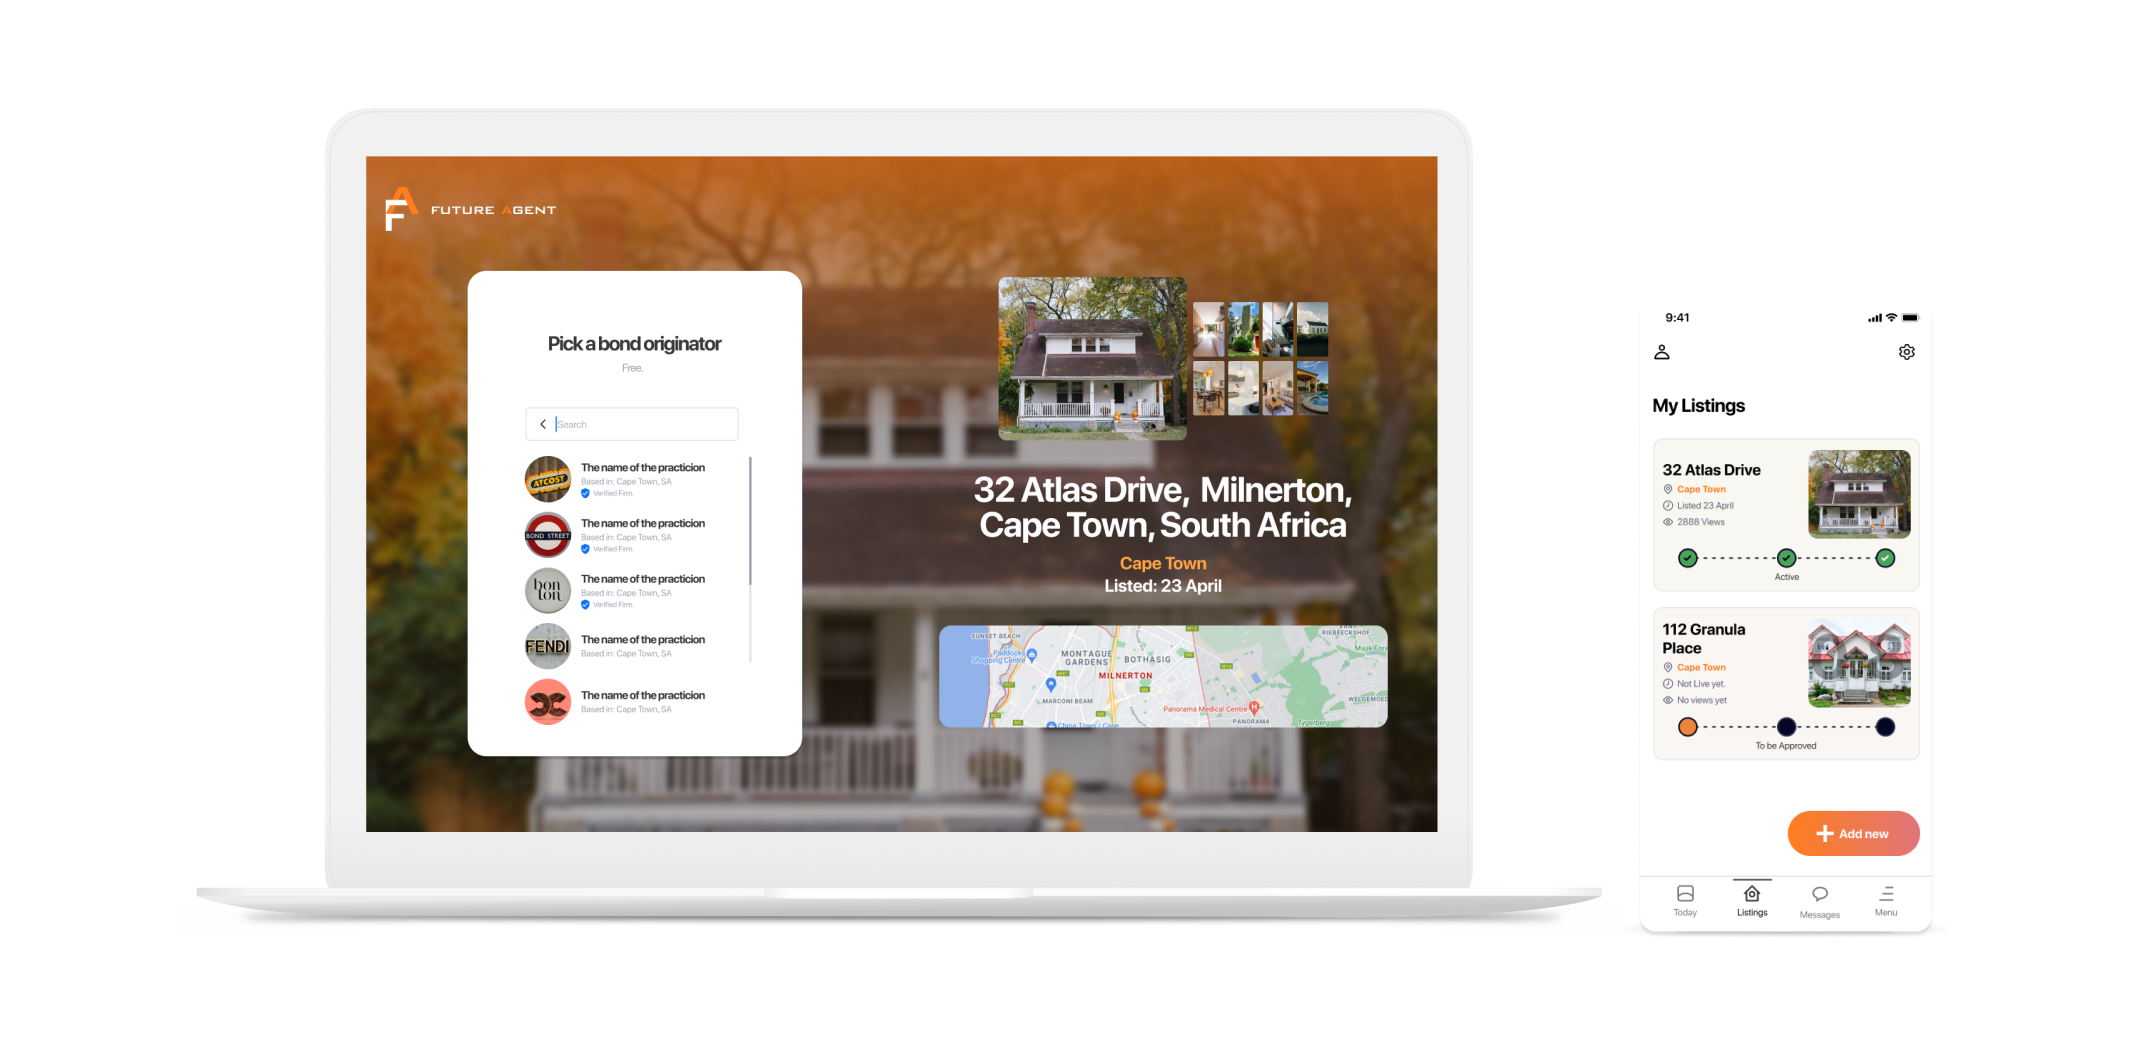 FUTURE AGENT
Pick a bond originator
Free.
Search
ATCOST
The name of the practicion
Based in: Cape Town, SA
Verified Firm.
BOND STREET
The name of the practicion
Based in: Cape Town, SA
Verified Firm.
bon
ton
The name of the practicion
Based in: Cape Town, SA
Verified Firm.
FENDI
The name of the practicion
Based in: Cape Town, SA
The name of the practicion
Based in: Cape Town, SA
32 Atlas Drive, Milnerton,
Cape Town, South Africa
Cape Town
Listed: 23 April
SUNSET BEACH
Paddocks
Shopping Centre
MONTAGUE
GARDENS
BOTHASIG
MILNERTON
MARCONI BEAM
China Town / Cape
RIEBEECKSHOF
WELGEMOED
Panorama Medical Centre
PANORAMA
Tygerberg
9:41
My Listings
32 Atlas Drive
Cape Town
Listed 23 April
2888 Views
Active
112 Granula
Place
Cape Town
Not Live yet.
No views yet
To be Approved
Add new
Today
Listings
Messages
Menu